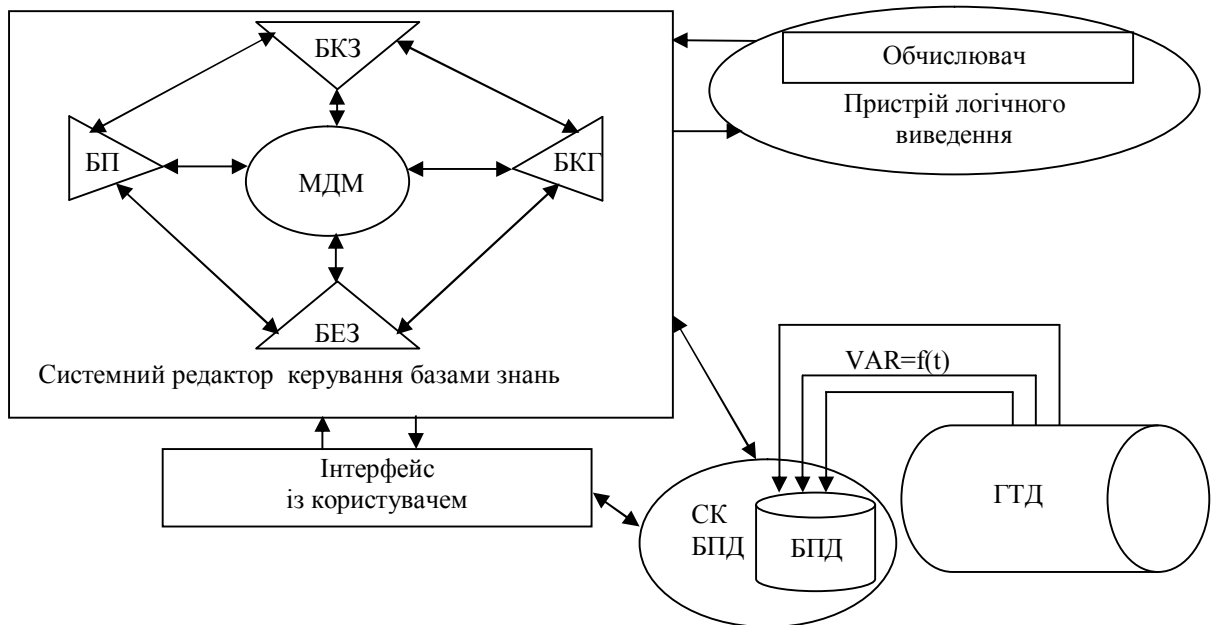 БКЗ
БП
МДМ
БКГ
БЕЗ
Системний редактор керування базами знань
Обчислювач
Пристрій логічного
виведення
VAR=f(t)
Інтерфейс
із користувачем
СК
БПД
БПД
ГТД